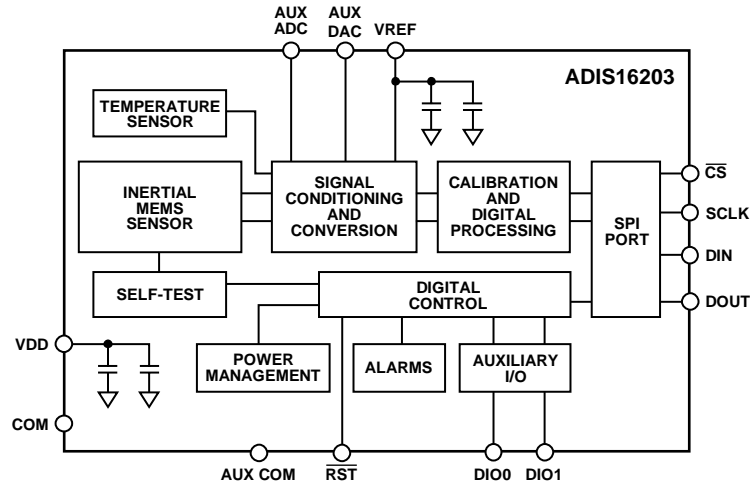 AUX
ADC
AUX
DAC
VREF
ADIS16203
TEMPERATURE
SENSOR
INERTIAL
MEMS
SENSOR
SIGNAL
CONDITIONING
AND
CONVERSION
CALIBRATION
AND
DIGITAL
PROCESSING
SPI
PORT
C̅S̅
SCLK
DIN
DOUT
SELF-TEST
DIGITAL
CONTROL
VDD
POWER
MANAGEMENT
ALARMS
AUXILIARY
I/O
COM
AUX COM
R̅S̅T̅
DIO0
DIO1